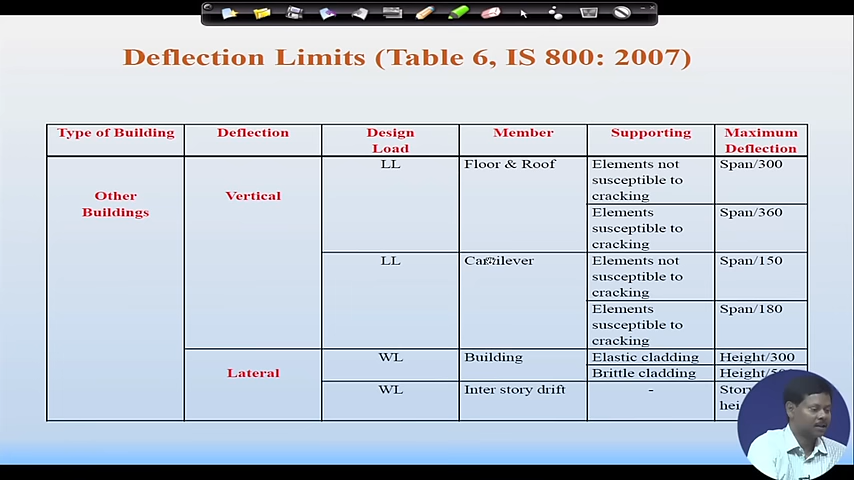 Deflection Limits (Table 6, IS 800: 2007)
Type of Building Deflection Design Load Member Supporting Maximum Deflection
Other Buildings Vertical LL Floor & Roof Elements not susceptible to cracking Span/300
Elements susceptible to cracking Span/360
LL Cantilever Elements not susceptible to cracking Span/150
Elements susceptible to cracking Span/180
Lateral WL Building Elastic cladding Height/300
Brittle cladding
WL Inter story drift -